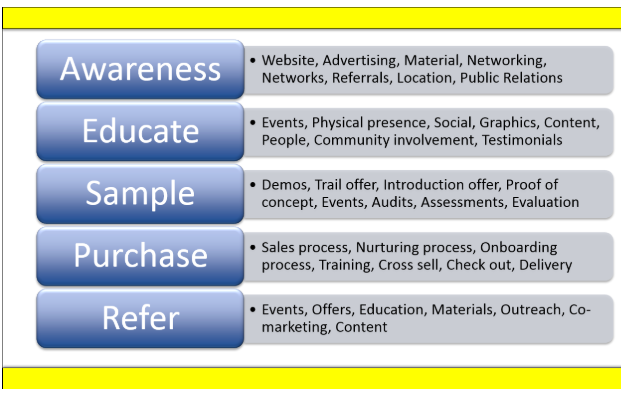 Awareness
• Website, Advertising, Material, Networking,
Networks, Referrals, Location, Public Relations
Educate
• Events, Physical presence, Social, Graphics, Content,
People, Community involvement, Testimonials
Sample
• Demos, Trail offer, Introduction offer, Proof of
concept, Events, Audits, Assessments, Evaluation
Purchase
• Sales process, Nurturing process, Onboarding
process, Training, Cross sell, Check out, Delivery
Refer
• Events, Offers, Education, Materials, Outreach, Co-
marketing, Content